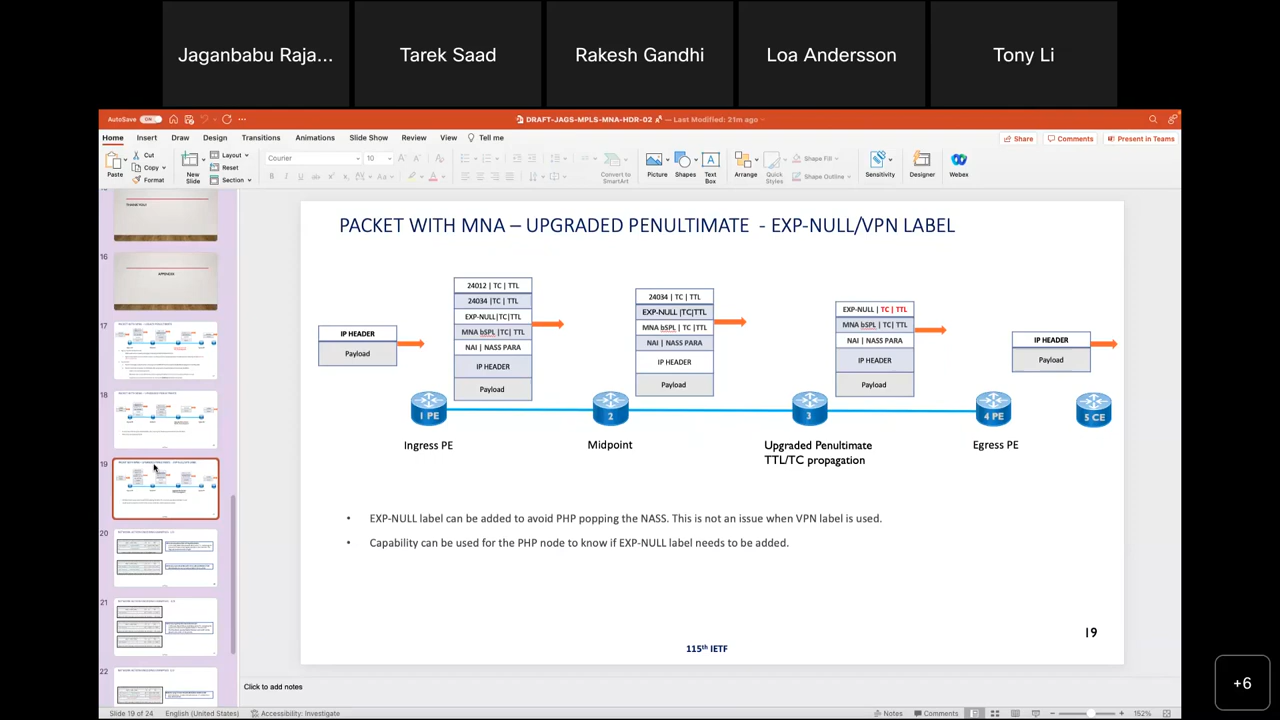 Jaganbabu Raja...
Tarek Saad
Rakesh Gandhi
Loa Andersson
Tony Li
AutoSave ON
DRAFT-JAGS-MPLS-MNA-HDR-02
— Last Modified: 21m ago
Home
Insert
Draw
Design
Transitions
Animations
Slide Show
Review
View
Tell me
Share
Comments
Present in Teams
Paste
Cut
Copy
Format
New Slide
Layout
Reset
Section
Courier
10
Convert to SmartArt
Picture
Shapes
Text Box
Arrange
Quick Styles
Shape Fill
Shape Outline
Sensitivity
Designer
Webex
THANK YOU
16
APPENDIX
17
18
19
20
21
22
PACKET WITH MNA – UPGRADED PENULTIMATE - EXP-NULL/VPN LABEL
IP HEADER
Payload
24012 | TC | TTL
24034 |TC | TTL
EXP-NULL|TC|TTL
MNA bSPL |TC| TTL
NAI | NASS PARA
IP HEADER
Payload
24034 | TC | TTL
EXP-NULL |TC|TTL
MNA bSPL | TC |TTL
NAI | NASS PARA
IP HEADER
Payload
EXP-NULL | TC | TTL
MNA bSPL | TC| TTL
NAI | NASS PARA
IP HEADER
Payload
IP HEADER
Payload
1 PE
2
3
4 PE
5 CE
Ingress PE
Midpoint
Upgraded Penultimate
TTL/TC propagation
Egress PE
• EXP-NULL label can be added to avoid PHP popping the NASS. This is not an issue when VPN label is used.
• Capability can be used for the PHP node to know if EXP-NULL label needs to be added.
19
115th IETF
Click to add notes
Slide 19 of 24
English (United States)
Accessibility: Investigate
Notes
Comments
152%
+6